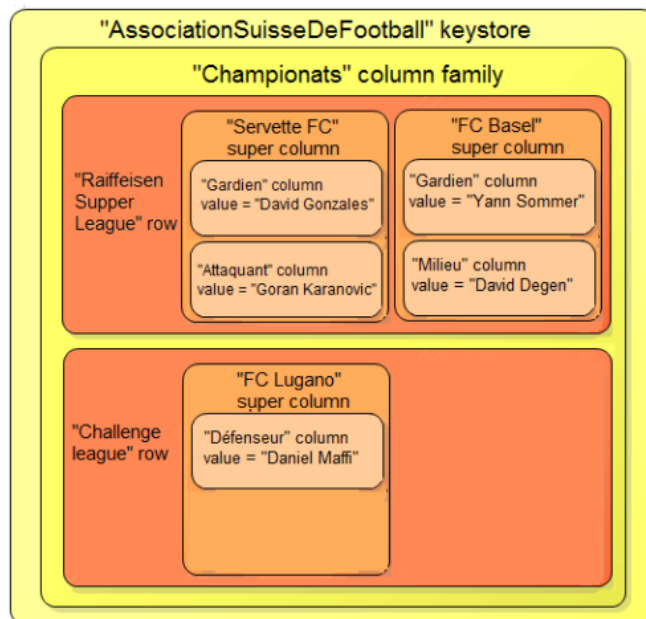 "AssociationSuisseDeFootball" keystore
"Championats" column family
"Raiffeisen
Supper
League" row
"Servette FC"
super column
"Gardien" column
value = "David Gonzales"
"Attaquant" column
value = "Goran Karanovic"
"FC Basel"
super column
"Gardien" column
value = "Yann Sommer"
"Milieu" column
value = "David Degen"
"Challenge
league" row
"FC Lugano"
super column
"Défenseur" column
value = "Daniel Maffi"